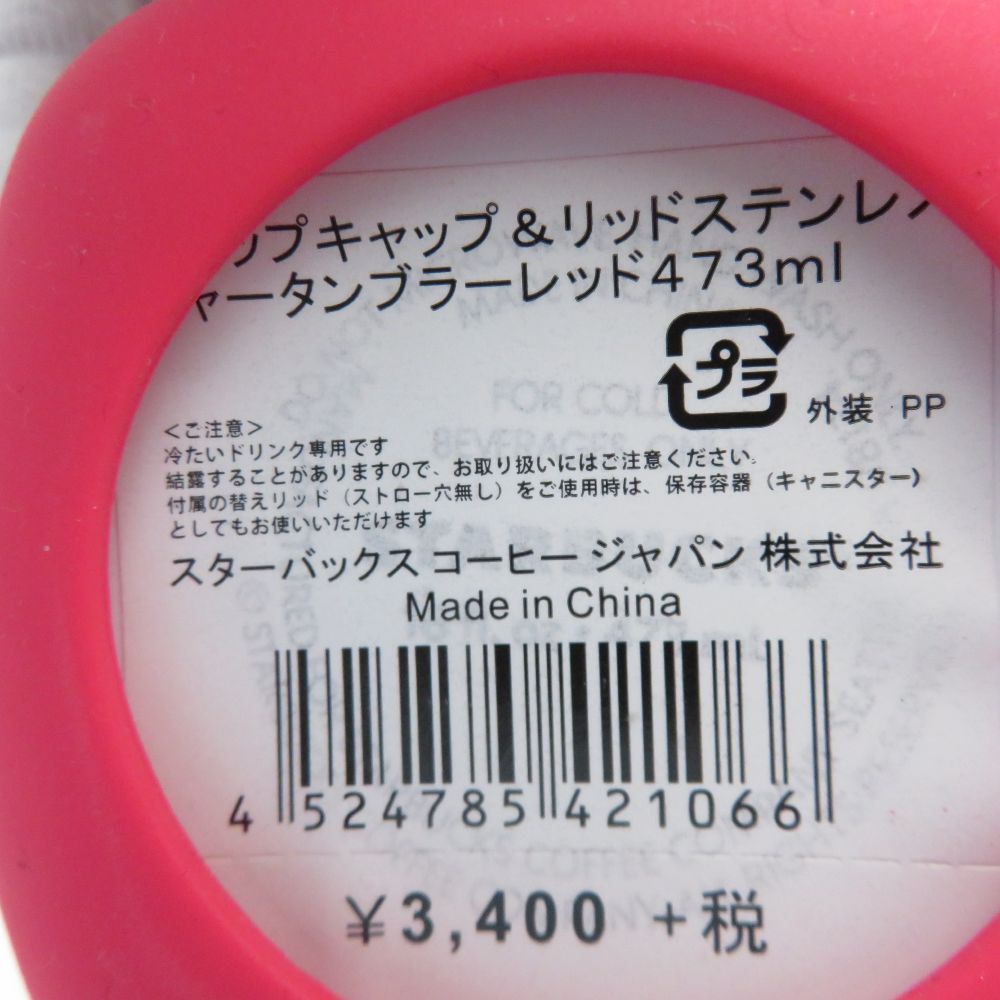 ップキャップ&リッドステンレス
ャータンブラーレッド473ml
プラ
外装 PP
<ご注意>
冷たいドリンク専用です
結露することがありますので、お取り扱いにはご注意ください。
付属の替えリッド(ストロー穴無し)をご使用時は、保存容器(キャニスター)
としてもお使いいただけます
スターバックス コーヒー ジャパン 株式会社
Made in China
4 524785 421066
¥3,400 +税
FOR COLD
BEVERAGES ONLY